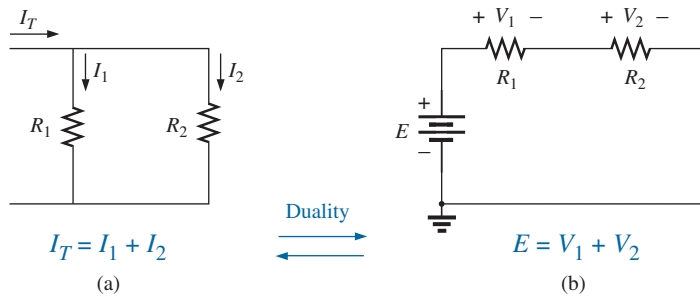 I_T
+ V_1 −
+ V_2 −
I_1
I_2
R_1
R_2
R_1
R_2
+
E
−
Duality
I_T = I_1 + I_2
E = V_1 + V_2
(a)
(b)